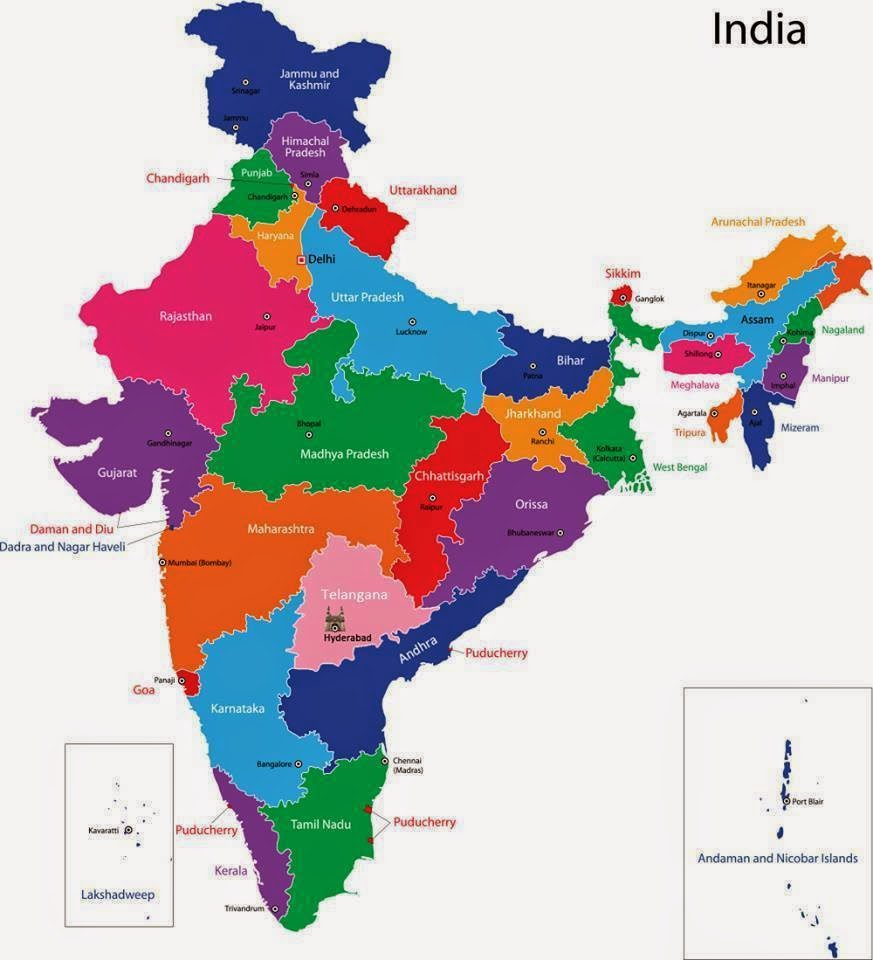 India
Jammu and
Kashmir
Srinagar
Jammu
Himachal
Pradesh
Simla
Punjab
Chandigarh
Chandigarh
Uttarakhand
Dehradun
Haryana
Delhi
Arunachal Pradesh
Itanagar
Sikkim
Ganglok
Rajasthan
Jaipur
Uttar Pradesh
Lucknow
Assam
Dispur
Kohima
Nagaland
Shillong
Meghalava
Imphal
Manipur
Bihar
Patna
Agartala
Tripura
Ajal
Mizeram
Jharkhand
Ranchi
Kolkata
(Calcutta)
West Bengal
Gandhinagar
Gujarat
Bhopal
Madhya Pradesh
Chhattisgarh
Raipur
Orissa
Bhubaneswar
Daman and Diu
Dadra and Nagar Haveli
Maharashtra
Mumbai (Bombay)
Telangana
Hyderabad
Andhra
Puducherry
Panaji
Goa
Karnataka
Bangalore
Chennai
(Madras)
Puducherry
Tamil Nadu
Puducherry
Kerala
Trivandrum
Kavaratti
Lakshadweep
Port Blair
Andaman and Nicobar Islands